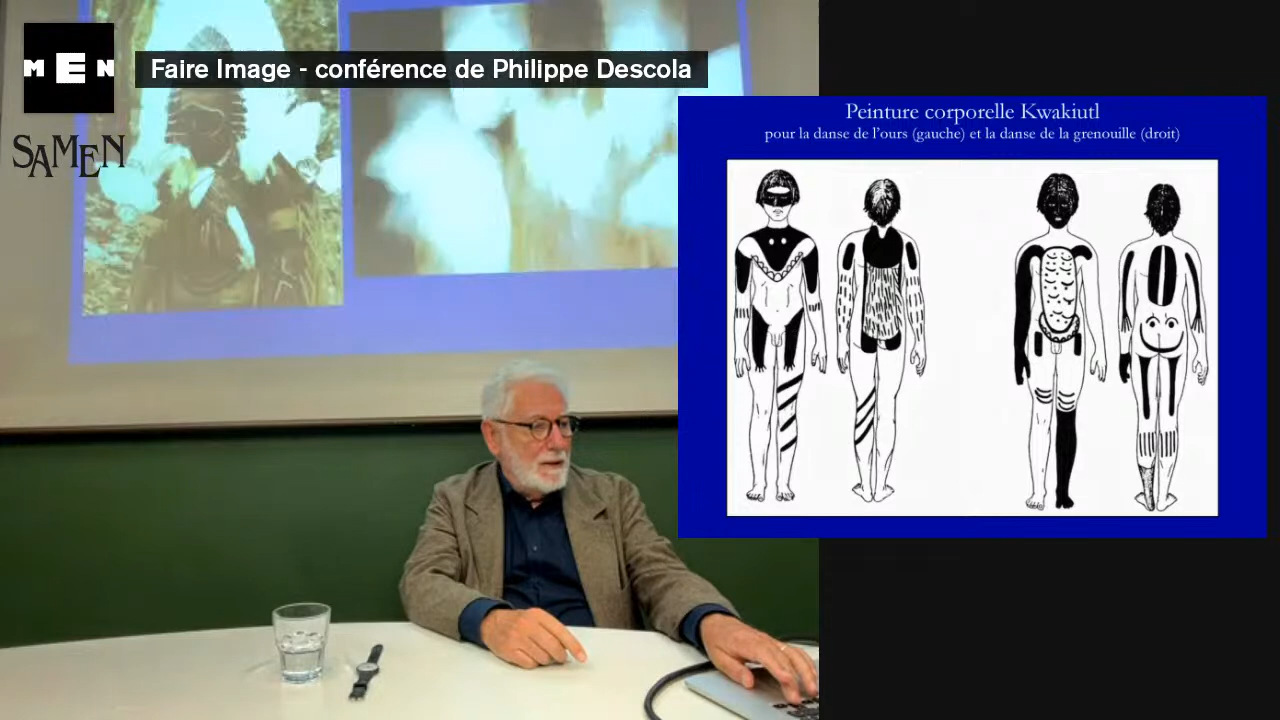 MEN
Faire Image - conférence de Philippe Descola
SAMEN
Peinture corporelle Kwakiutl
pour la danse de l'ours (gauche) et la danse de la grenouille (droit)